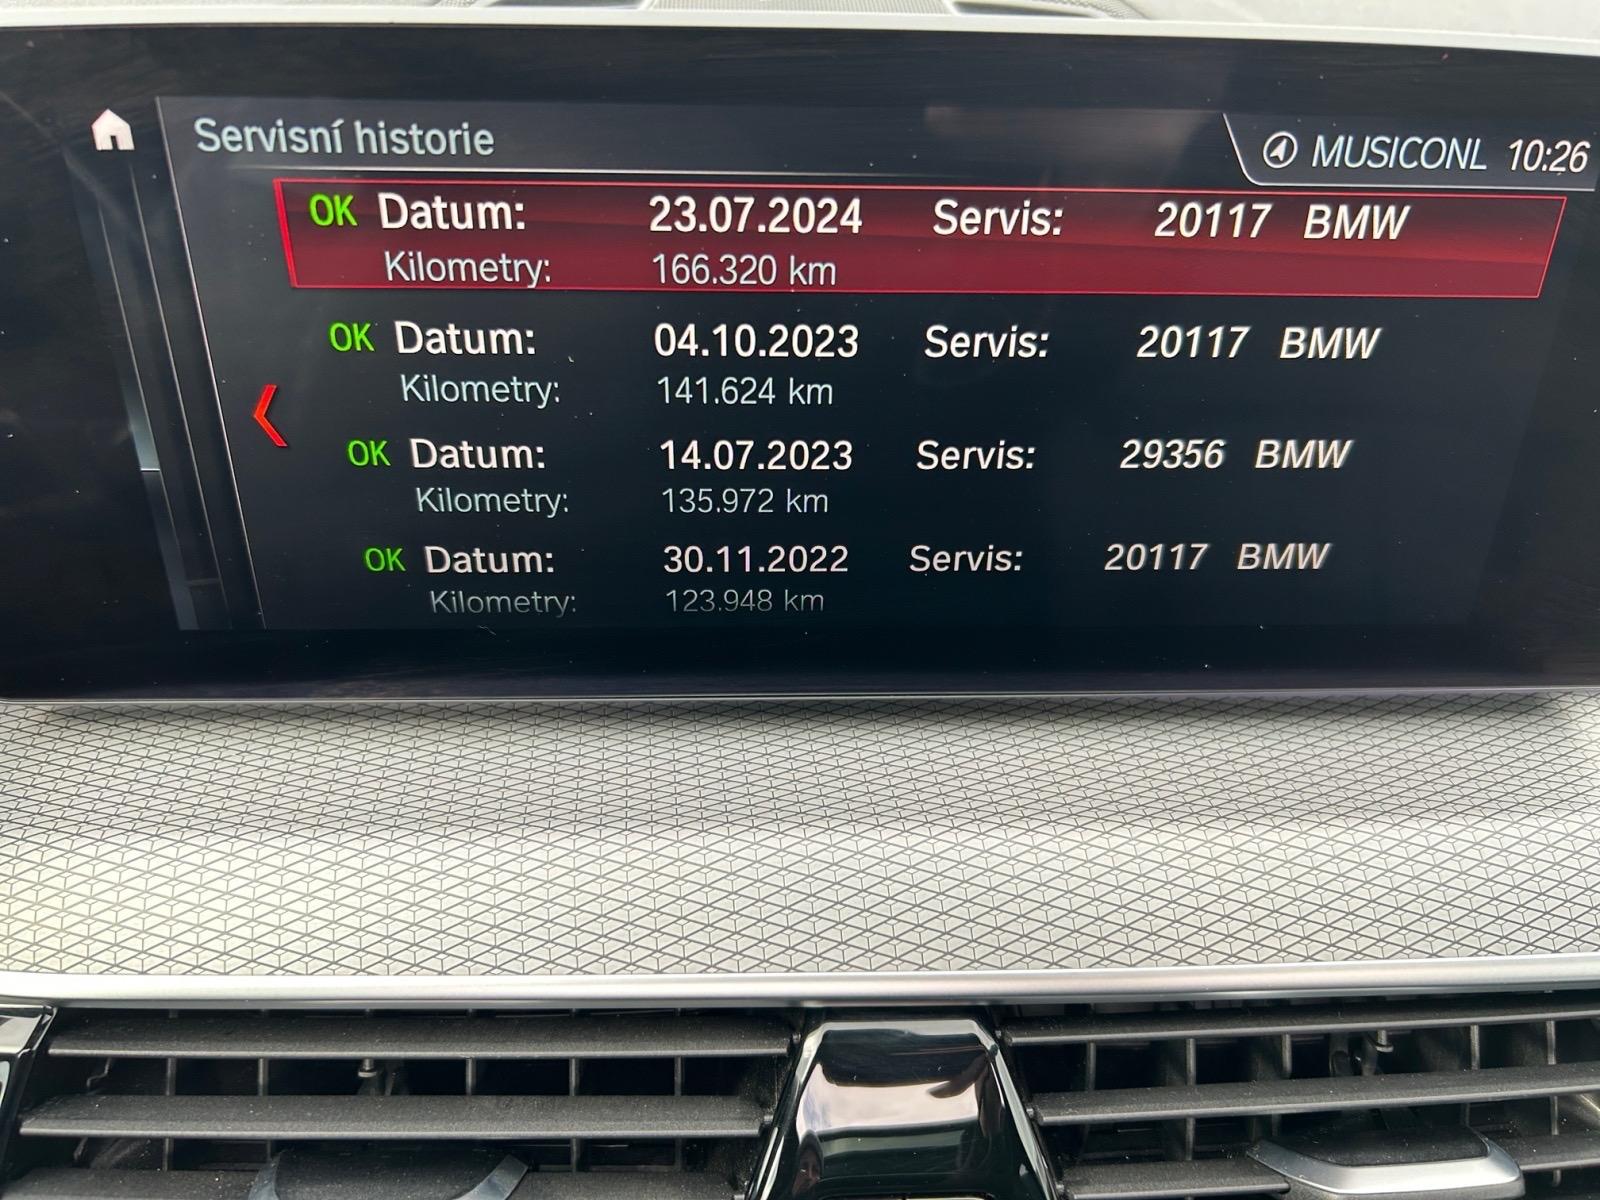 Servisní historie
MUSICONL 10:26
OK Datum: 23.07.2024 Servis: 20117 BMW
Kilometry: 166.320 km
OK Datum: 04.10.2023 Servis: 20117 BMW
Kilometry: 141.624 km
OK Datum: 14.07.2023 Servis: 29356 BMW
Kilometry: 135.972 km
OK Datum: 30.11.2022 Servis: 20117 BMW
Kilometry: 123.948 km